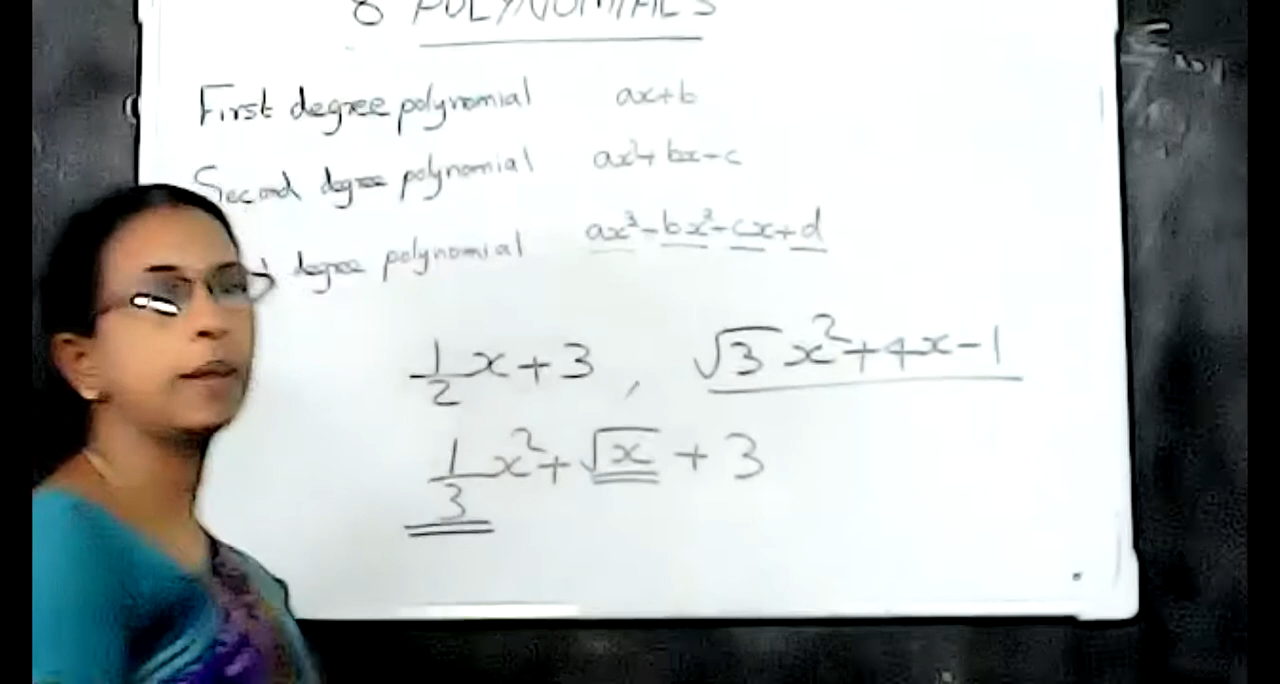 8 POLYNOMIALS
First degree polynomial ax+b
Second degree polynomial ax²+bx-c
degree polynomial ax³-bx²-cx+d
1/2 x+3 , √3 x²+4x-1
1/3 x²+√x + 3